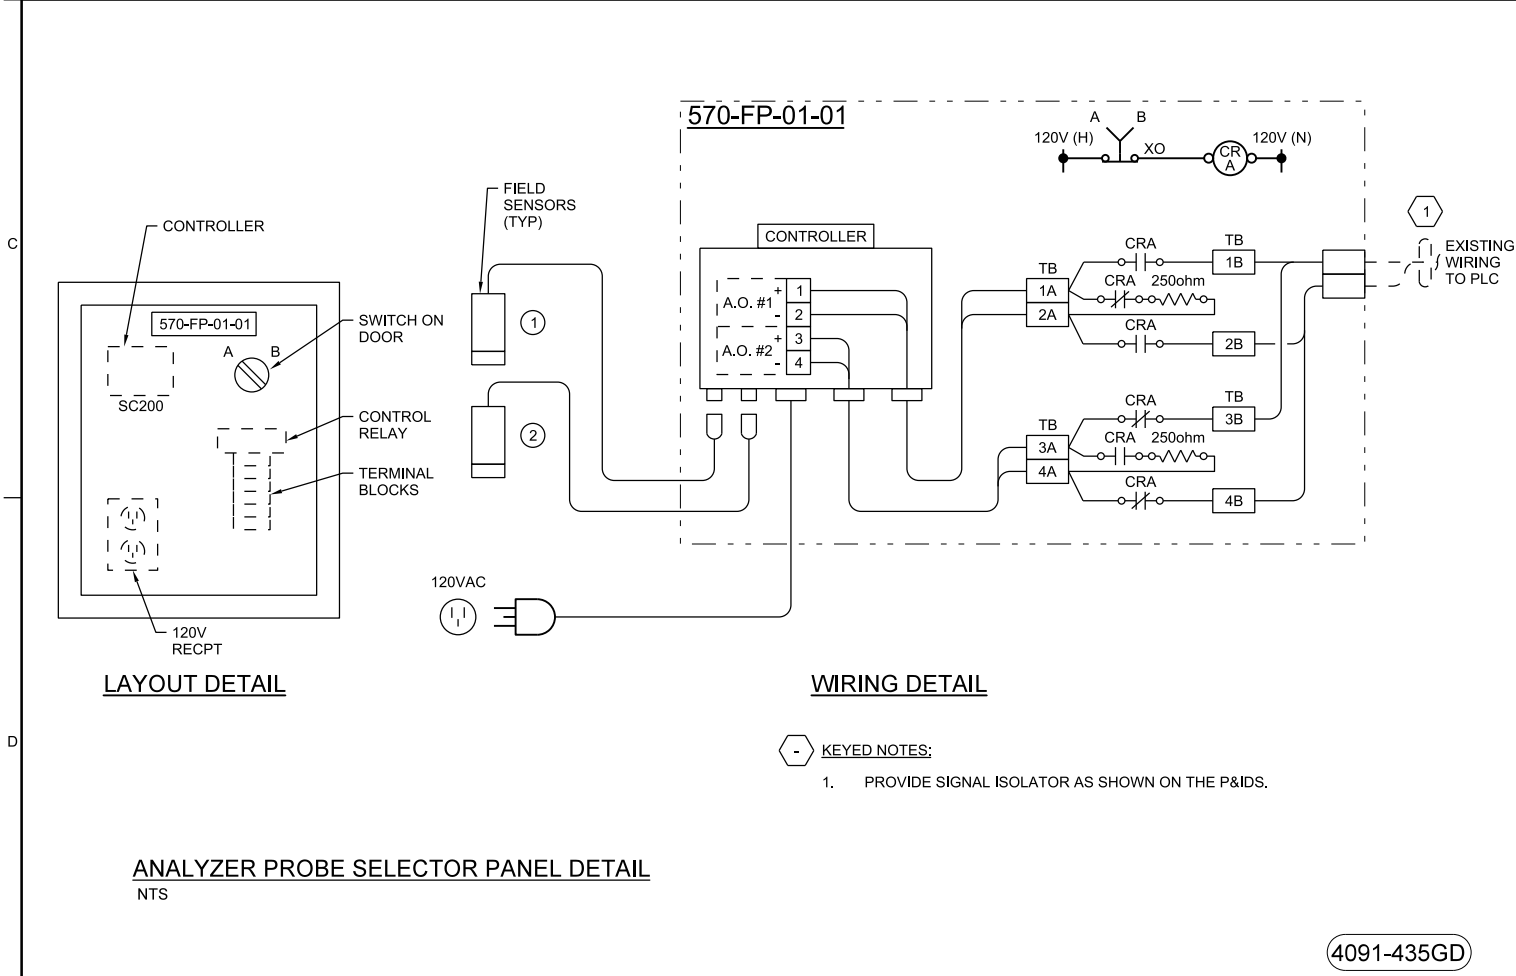 570-FP-01-01
A B
120V (H)
XO
CR
A
120V (N)
FIELD
SENSORS
(TYP)
CONTROLLER
C
1
EXISTING
WIRING
TO PLC
CONTROLLER
570-FP-01-01
A B
SC200
SWITCH ON
DOOR
CONTROL
RELAY
TERMINAL
BLOCKS
120V
RECPT
1
2
A.O. #1
+ 1
- 2
A.O. #2
+ 3
- 4
TB
1A
2A
CRA
TB
1B
CRA 250ohm
CRA
2B
TB
3A
4A
CRA
TB
3B
CRA 250ohm
CRA
4B
120VAC
LAYOUT DETAIL
WIRING DETAIL
D
- KEYED NOTES:
1. PROVIDE SIGNAL ISOLATOR AS SHOWN ON THE P&IDS.
ANALYZER PROBE SELECTOR PANEL DETAIL
NTS
4091-435GD